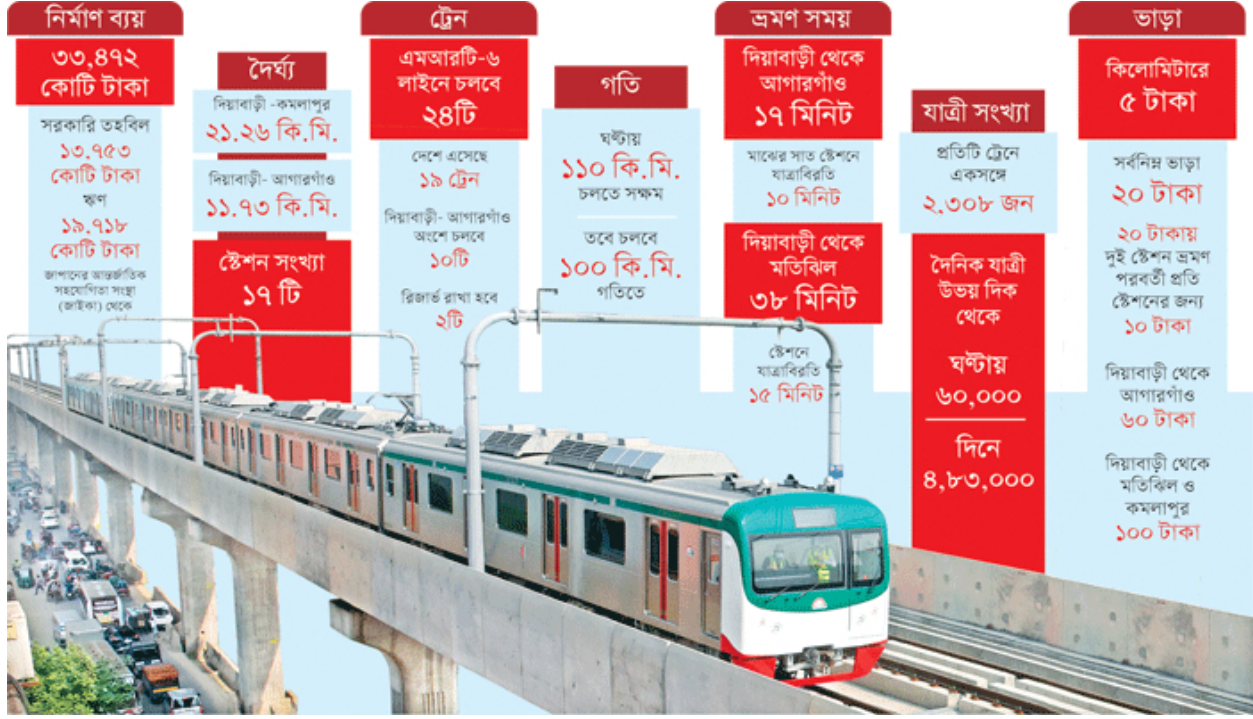 নির্মাণ ব্যয়
৩৩,৪৭২
কোটি টাকা
সরকারি তহবিল
১৩,৭৫৩
কোটি টাকা
ঋণ
১৯,৭১৮
কোটি টাকা
জাপানের আন্তর্জাতিক
সহযোগিতা সংস্থা
(জাইকা) থেকে
দৈর্ঘ্য
দিয়াবাড়ী -কমলাপুর
২১.২৬ কি.মি.
দিয়াবাড়ী- আগারগাঁও
১১.৭৩ কি.মি.
স্টেশন সংখ্যা
১৭ টি
ট্রেন
এমআরটি-৬
লাইনে চলবে
২৪টি
দেশে এসেছে
১৯ ট্রেন
দিয়াবাড়ী- আগারগাঁও
অংশে চলবে
১০টি
রিজার্ভ রাখা হবে
২টি
গতি
ঘণ্টায়
১১০ কি.মি.
চলতে সক্ষম
তবে চলবে
১০০ কি.মি.
গতিতে
ভ্রমণ সময়
দিয়াবাড়ী থেকে
আগারগাঁও
১৭ মিনিট
মাঝের সাত স্টেশনে
যাত্রাবিরতি
১০ মিনিট
দিয়াবাড়ী থেকে
মতিঝিল
৩৮ মিনিট
স্টেশনে
যাত্রাবিরতি
১৫ মিনিট
যাত্রী সংখ্যা
প্রতিটি ট্রেনে
একসঙ্গে
২,৩০৮ জন
দৈনিক যাত্রী
উভয় দিক
থেকে
ঘণ্টায়
৬০,০০০
দিনে
৪,৮৩,০০০
ভাড়া
কিলোমিটারে
৫ টাকা
সর্বনিম্ন ভাড়া
২০ টাকা
২০ টাকায়
দুই স্টেশন ভ্রমণ
পরবর্তী প্রতি
স্টেশনের জন্য
১০ টাকা
দিয়াবাড়ী থেকে
আগারগাঁও
৬০ টাকা
দিয়াবাড়ী থেকে
মতিঝিল ও
কমলাপুর
১০০ টাকা